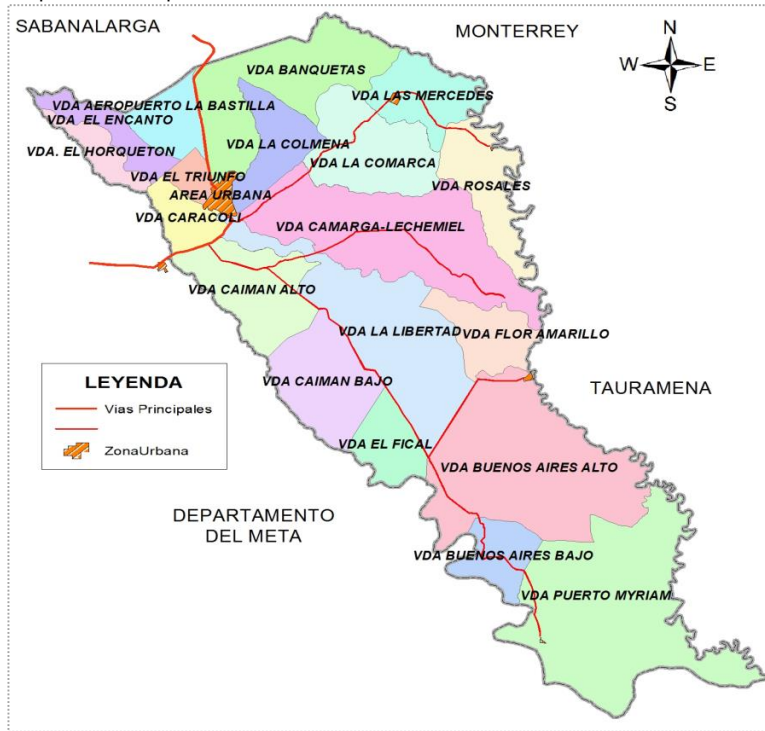 SABANALARGA
MONTERREY
N
W E
S
VDA BANQUETAS
VDA LAS MERCEDES
VDA AEROPUERTO LA BASTILLA
VDA. EL ENCANTO
VDA LA COLMENA
VDA. EL HORQUETON
VDA LA COMARCA
VDA EL TRIUNFO
VDA ROSALES
AREA URBANA
VDA CARACOLI
VDA CAMARGA-LECHEMIEL
VDA CAIMAN ALTO
VDA LA LIBERTAD
VDA FLOR AMARILLO
LEYENDA
Vias Principales
ZonaUrbana
VDA CAIMAN BAJO
TAURAMENA
VDA EL FICAL
VDA BUENOS AIRES ALTO
DEPARTAMENTO
DEL META
VDA BUENOS AIRES BAJO
VDA PUERTO MYRIAM